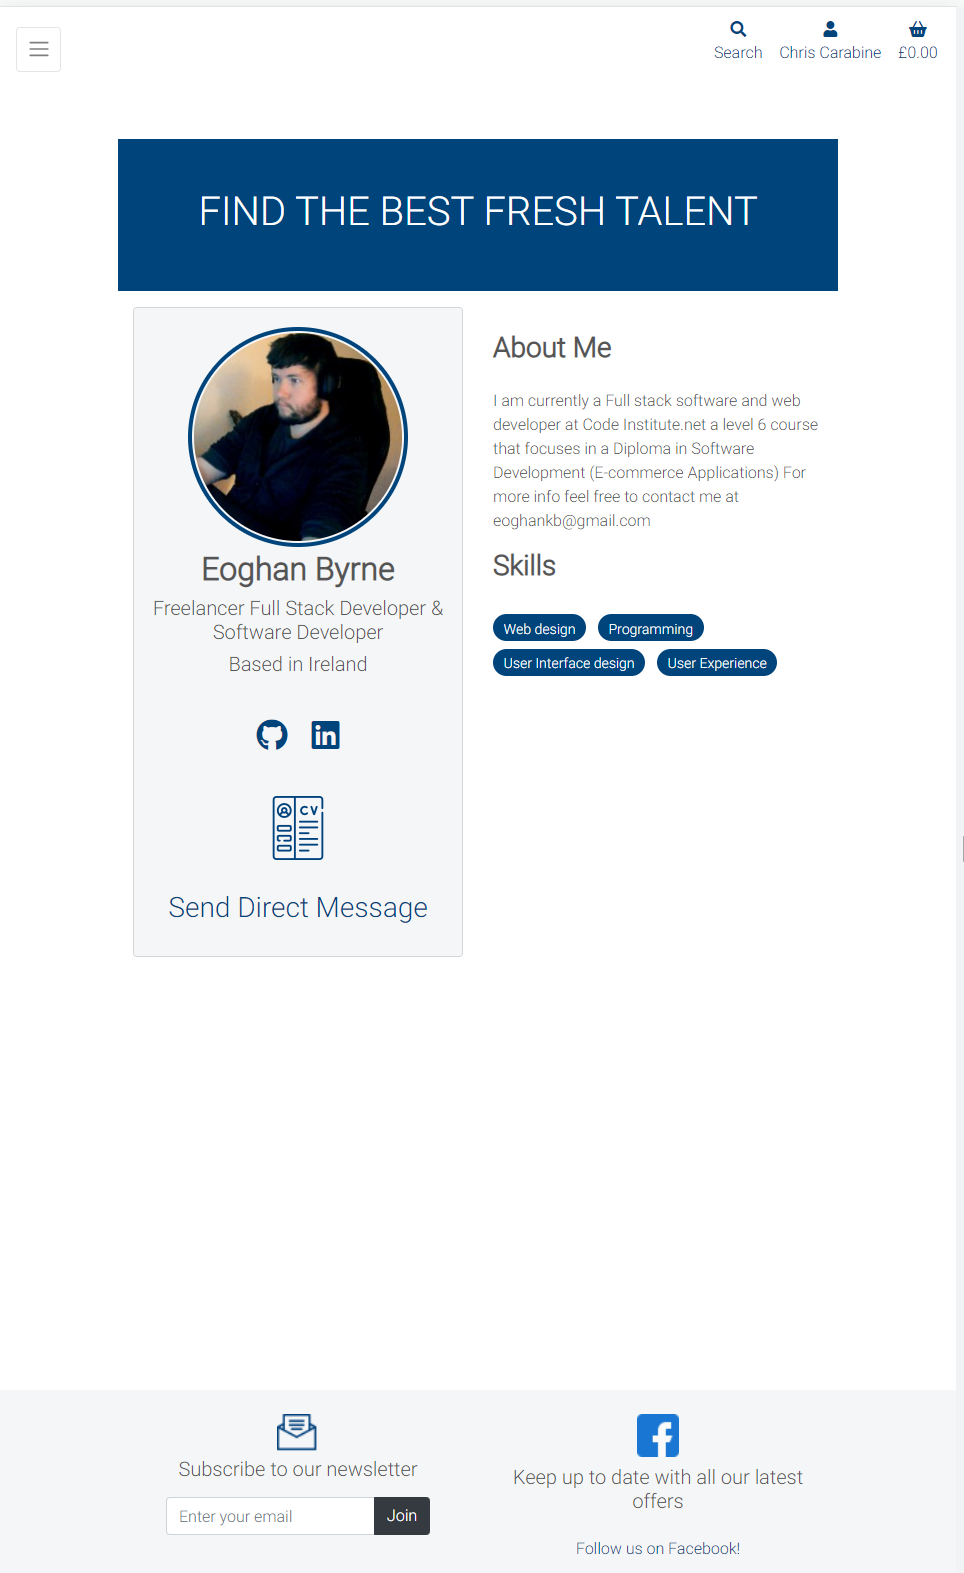 Search
Chris Carabine
£0.00
FIND THE BEST FRESH TALENT
Eoghan Byrne
Freelancer Full Stack Developer &
Software Developer
Based in Ireland
CV
Send Direct Message
About Me
I am currently a Full stack software and web
developer at Code Institute.net a level 6 course
that focuses in a Diploma in Software
Development (E-commerce Applications) For
more info feel free to contact me at
eoghankb@gmail.com
Skills
Web design
Programming
User Interface design
User Experience
Subscribe to our newsletter
Enter your email
Join
Keep up to date with all our latest
offers
Follow us on Facebook!